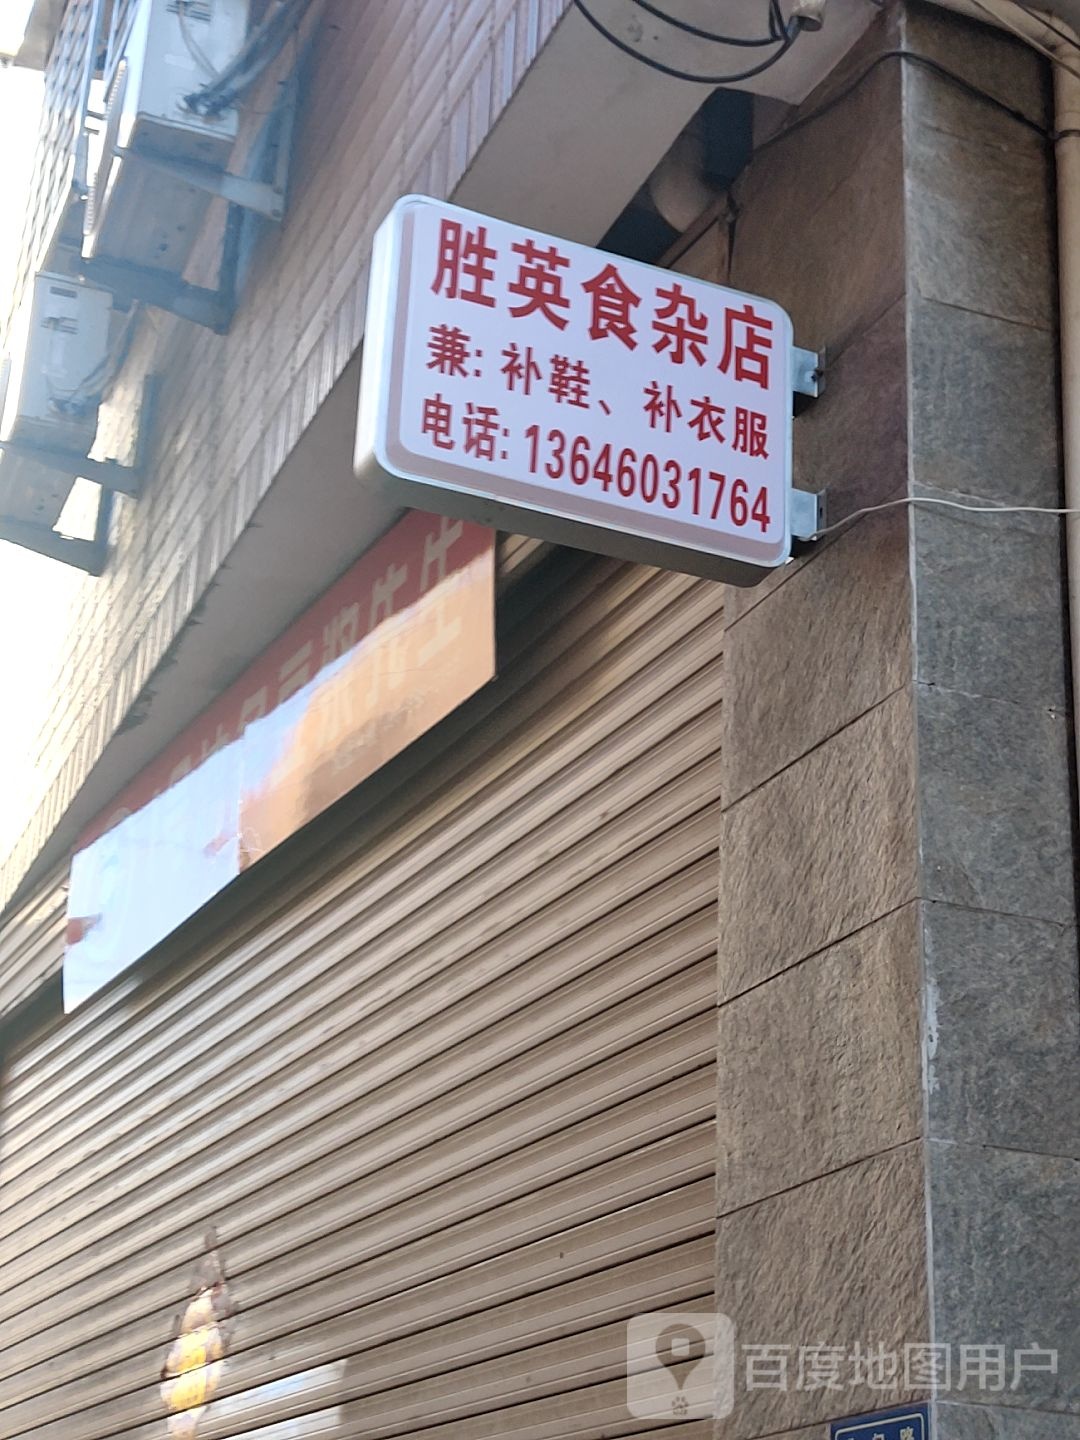 胜英食杂店
兼: 补鞋、补衣服
电话: 13646031764
百度地图用户